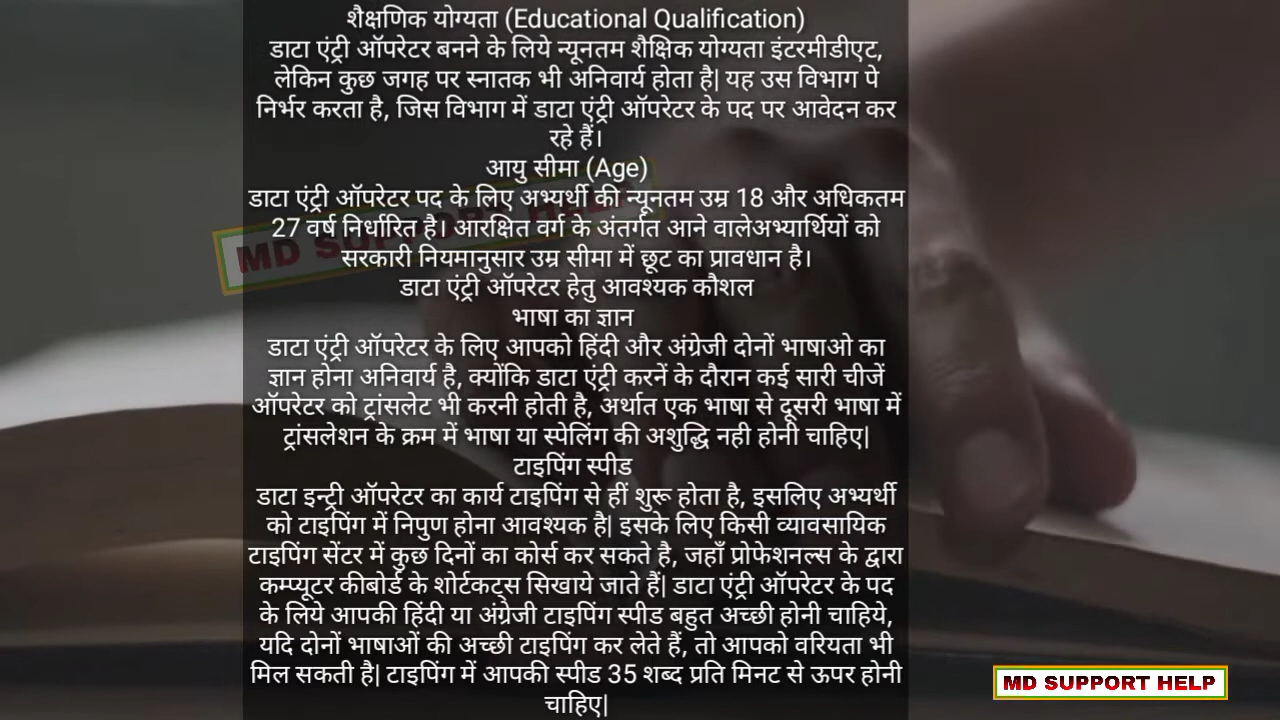 शैक्षणिक योग्यता (Educational Qualification)
डाटा एंट्री ऑपरेटर बनने के लिये न्यूनतम शैक्षिक योग्यता इंटरमीडीएट,
लेकिन कुछ जगह पर स्नातक भी अनिवार्य होता है| यह उस विभाग पे
निर्भर करता है, जिस विभाग में डाटा एंट्री ऑपरेटर के पद पर आवेदन कर
रहे हैं।
आयु सीमा (Age)
डाटा एंट्री ऑपरेटर पद के लिए अभ्यर्थी की न्यूनतम उम्र 18 और अधिकतम
27 वर्ष निर्धारित है। आरक्षित वर्ग के अंतर्गत आने वालेअभ्यार्थियों को
सरकारी नियमानुसार उम्र सीमा में छूट का प्रावधान है।
डाटा एंट्री ऑपरेटर हेतु आवश्यक कौशल
भाषा का ज्ञान
डाटा एंट्री ऑपरेटर के लिए आपको हिंदी और अंग्रेजी दोनों भाषाओ का
ज्ञान होना अनिवार्य है, क्योंकि डाटा एंट्री करनें के दौरान कई सारी चीजें
ऑपरेटर को ट्रांसलेट भी करनी होती है, अर्थात एक भाषा से दूसरी भाषा में
ट्रांसलेशन के क्रम में भाषा या स्पेलिंग की अशुद्धि नही होनी चाहिए|
टाइपिंग स्पीड
डाटा इन्ट्री ऑपरेटर का कार्य टाइपिंग से हीं शुरू होता है, इसलिए अभ्यर्थी
को टाइपिंग में निपुण होना आवश्यक है| इसके लिए किसी व्यावसायिक
टाइपिंग सेंटर में कुछ दिनों का कोर्स कर सकते है, जहाँ प्रोफेशनल्स के द्वारा
कम्प्यूटर कीबोर्ड के शोर्टकट्स सिखाये जाते हैं| डाटा एंट्री ऑपरेटर के पद
के लिये आपकी हिंदी या अंग्रेजी टाइपिंग स्पीड बहुत अच्छी होनी चाहिये,
यदि दोनों भाषाओं की अच्छी टाइपिंग कर लेते हैं, तो आपको वरियता भी
मिल सकती है| टाइपिंग में आपकी स्पीड 35 शब्द प्रति मिनट से ऊपर होनी
चाहिए|
MD SUPPORT HELP
MD SUPPORT HELP